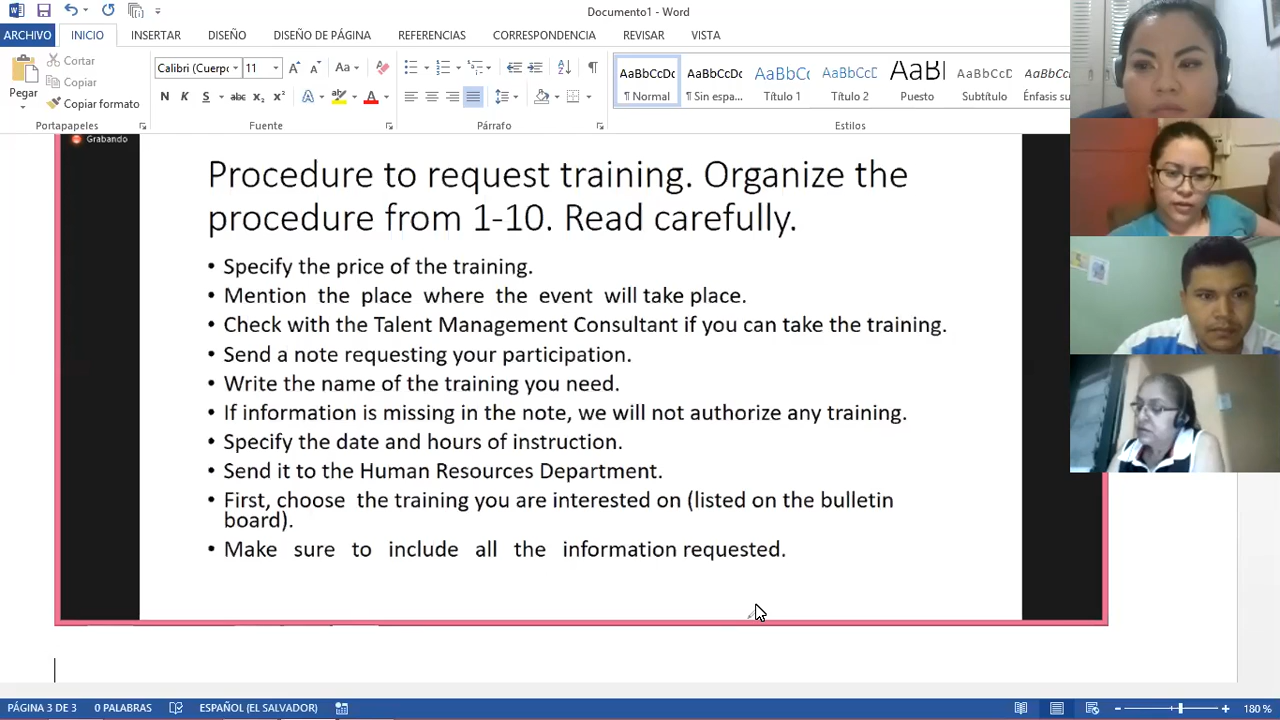 Documento1 - Word
ARCHIVO INICIO INSERTAR DISEÑO DISEÑO DE PÁGINA REFERENCIAS CORRESPONDENCIA REVISAR VISTA
Pegar
Cortar
Copiar
Copiar formato
Portapapeles
Calibri (Cuerpo 11
Aa
N K S abc x₂ x²
Fuente
Párrafo
AaBbCcDc AaBbCcDc AaBbCc AaBbCc AaBl AaBbCcD AaBbCcD
¶ Normal ¶ Sin espa... Título 1 Título 2 Puesto Subtítulo Énfasis su
Estilos
Grabando
Procedure to request training. Organize the
procedure from 1-10. Read carefully.
• Specify the price of the training.
• Mention the place where the event will take place.
• Check with the Talent Management Consultant if you can take the training.
• Send a note requesting your participation.
• Write the name of the training you need.
• If information is missing in the note, we will not authorize any training.
• Specify the date and hours of instruction.
• Send it to the Human Resources Department.
• First, choose the training you are interested on (listed on the bulletin
board).
• Make sure to include all the information requested.
PÁGINA 3 DE 3 0 PALABRAS ESPAÑOL (EL SALVADOR) 180 %